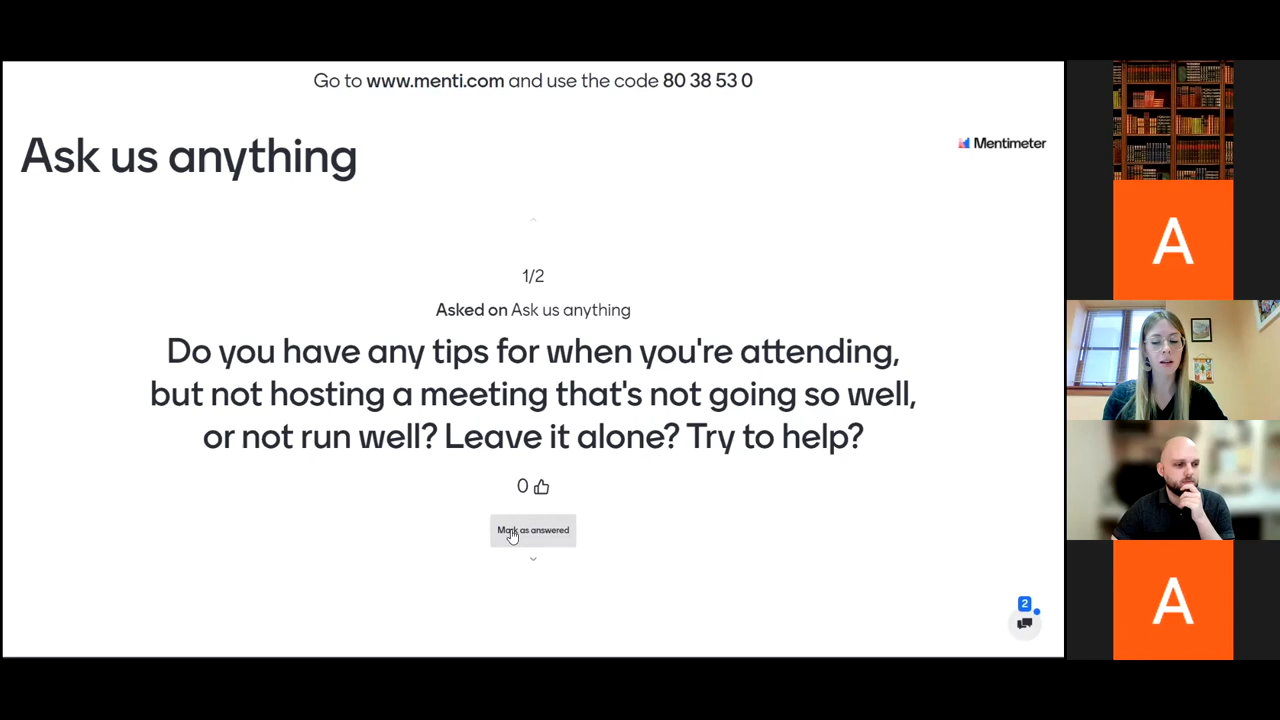 Go to www.menti.com and use the code 80 38 53 0
Ask us anything
Mentimeter
1/2
Asked on Ask us anything
Do you have any tips for when you're attending,
but not hosting a meeting that's not going so well,
or not run well? Leave it alone? Try to help?
0
Mark as answered
2
A
A